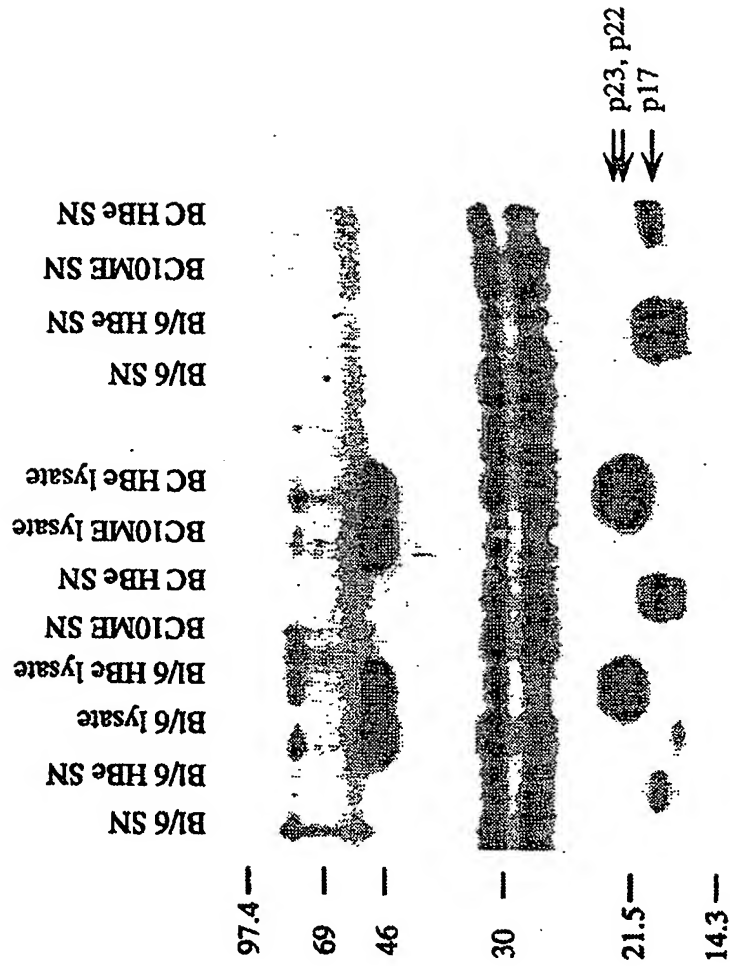 Bl/6 SN
Bl/6 HBe SN
Bl/6 lysate
Bl/6 HBe lysate
BC10ME SN
BC HBe SN
BC10ME lysate
BC HBe lysate
Bl/6 SN
Bl/6 HBe SN
BC10ME SN
BC HBe SN
97.4
69
46
30
21.5
14.3
p23, p22
p17